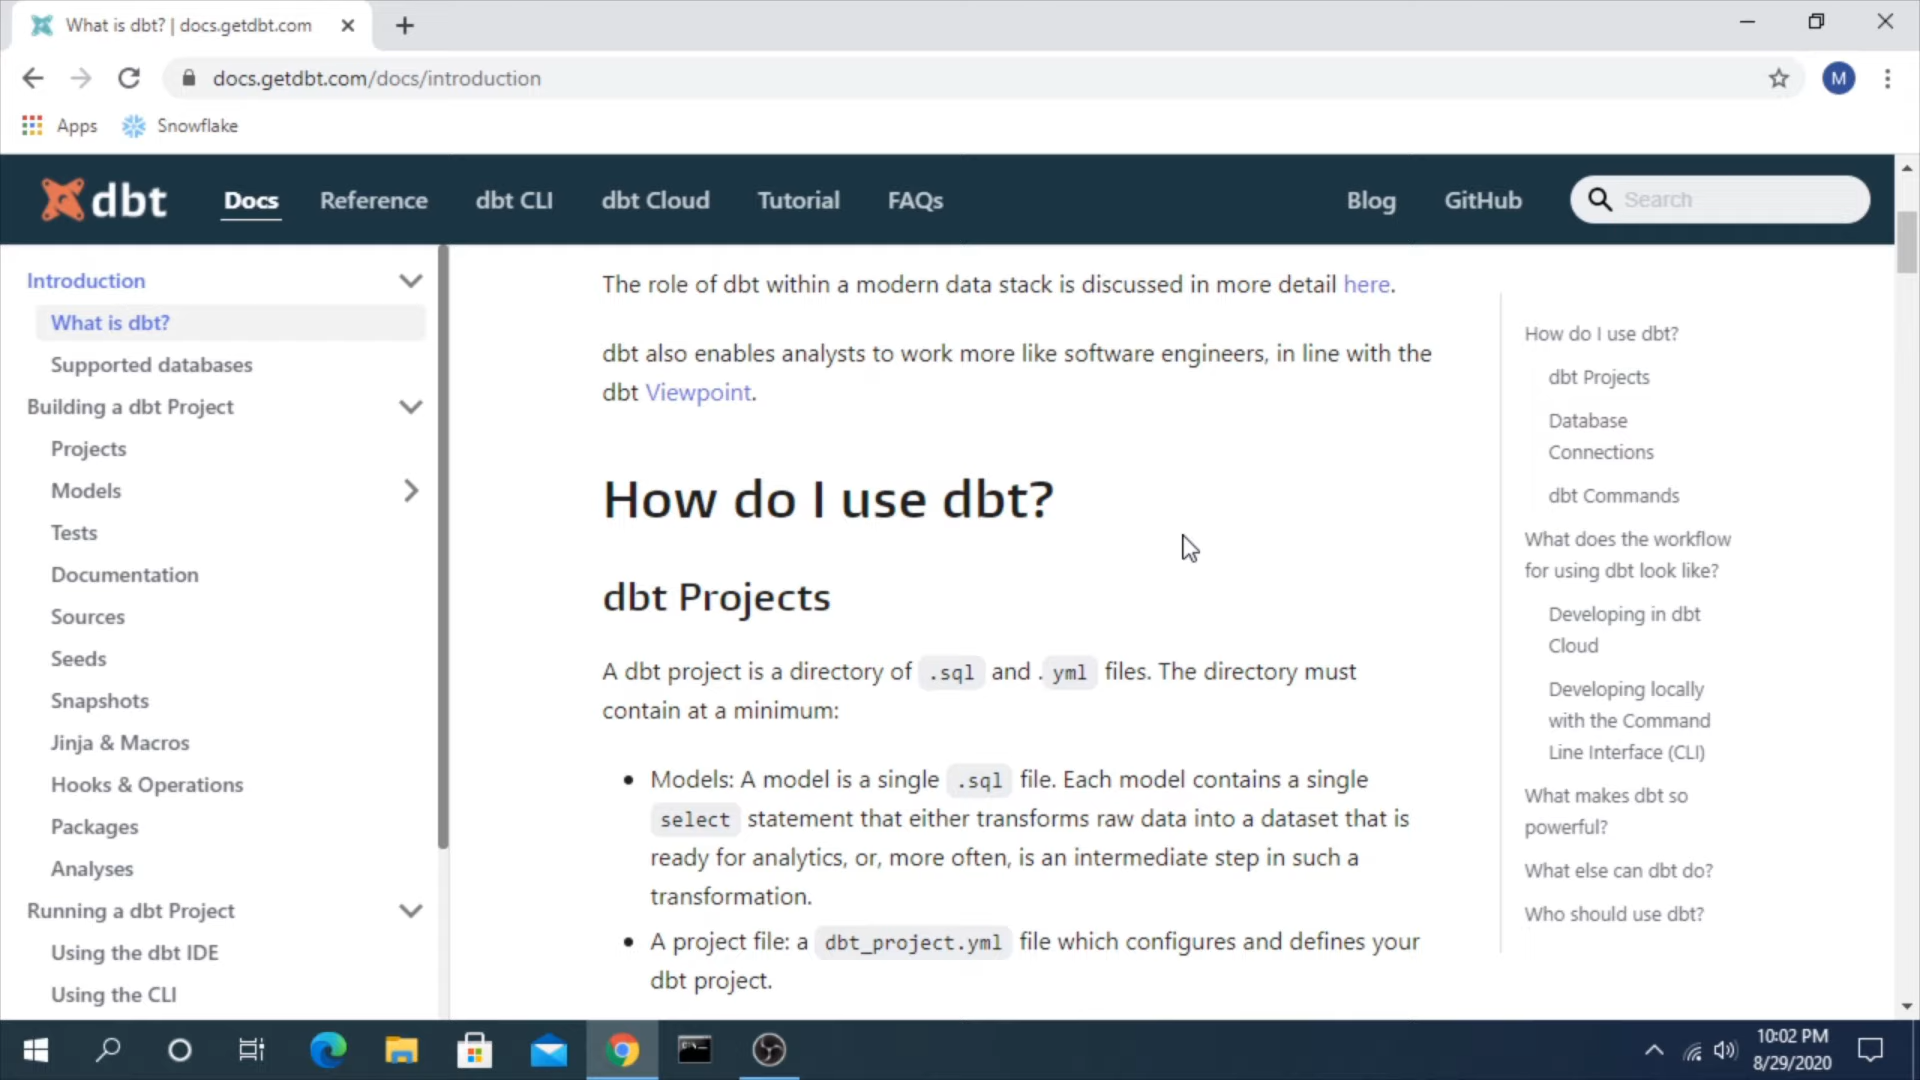 What is dbt? | docs.getdbt.com
docs.getdbt.com/docs/introduction
M
Apps
Snowflake
dbt
Docs
Reference
dbt CLI
dbt Cloud
Tutorial
FAQs
Blog
GitHub
Search
Introduction
What is dbt?
Supported databases
Building a dbt Project
Projects
Models
Tests
Documentation
Sources
Seeds
Snapshots
Jinja & Macros
Hooks & Operations
Packages
Analyses
Running a dbt Project
Using the dbt IDE
Using the CLI
The role of dbt within a modern data stack is discussed in more detail here.
dbt also enables analysts to work more like software engineers, in line with the
dbt Viewpoint.
How do I use dbt?
dbt Projects
A dbt project is a directory of .sql and . yml files. The directory must
contain at a minimum:
• Models: A model is a single .sql file. Each model contains a single
select statement that either transforms raw data into a dataset that is
ready for analytics, or, more often, is an intermediate step in such a
transformation.
• A project file: a dbt_project.yml file which configures and defines your
dbt project.
How do I use dbt?
dbt Projects
Database
Connections
dbt Commands
What does the workflow
for using dbt look like?
Developing in dbt
Cloud
Developing locally
with the Command
Line Interface (CLI)
What makes dbt so
powerful?
What else can dbt do?
Who should use dbt?
10:02 PM
8/29/2020